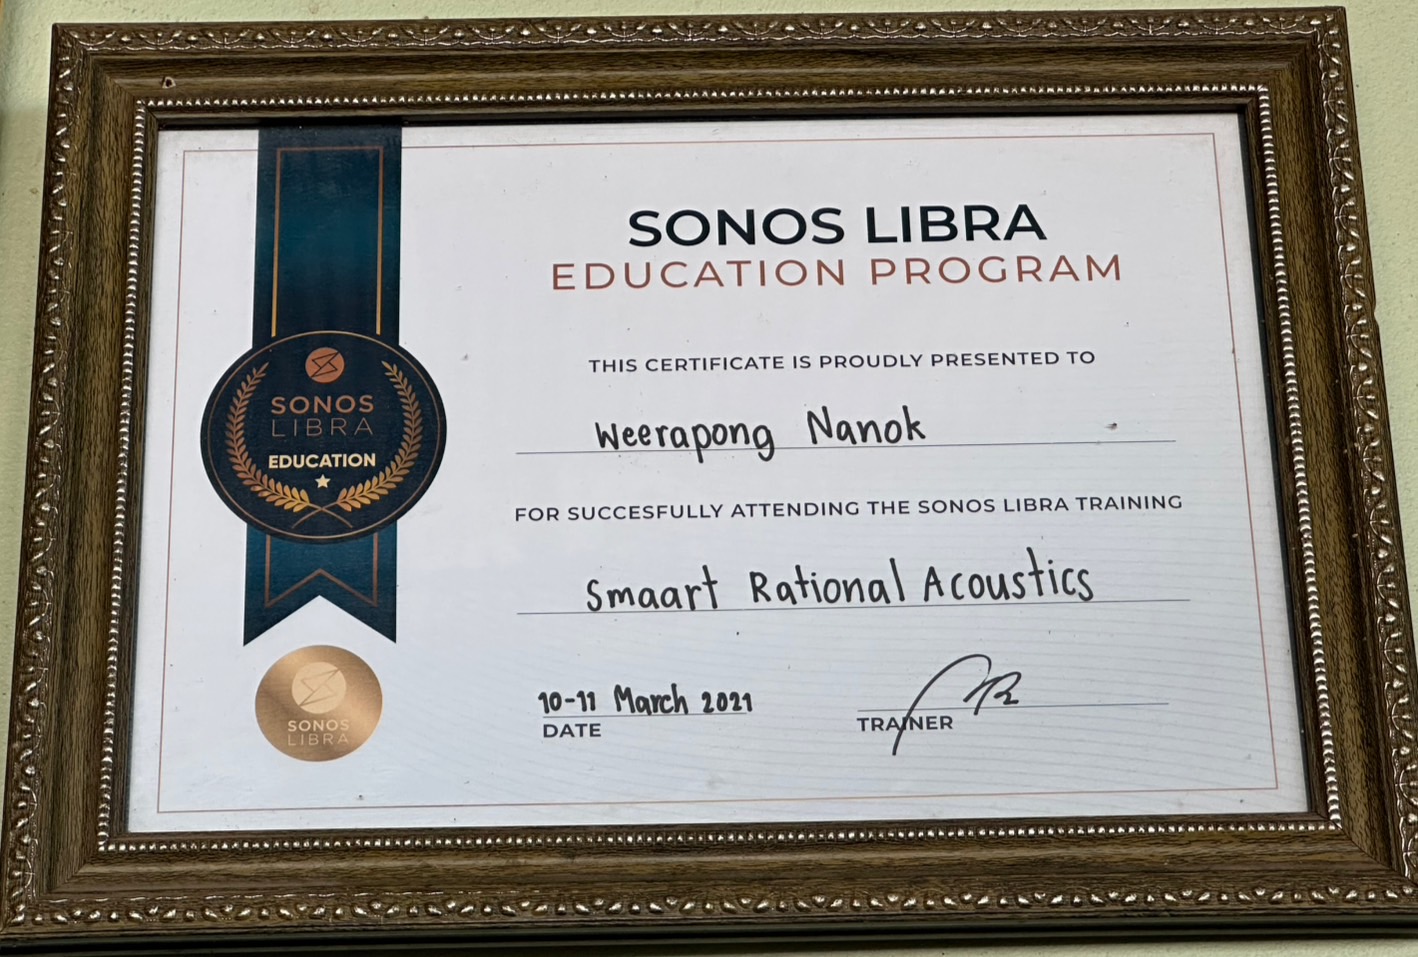 SONOS LIBRA
EDUCATION PROGRAM
THIS CERTIFICATE IS PROUDLY PRESENTED TO
Weerapong Nanok
FOR SUCCESFULLY ATTENDING THE SONOS LIBRA TRAINING
Smaart Rational Acoustics
10-11 March 2021
DATE
TRAINER
SONOS
LIBRA
EDUCATION
SONOS
LIBRA